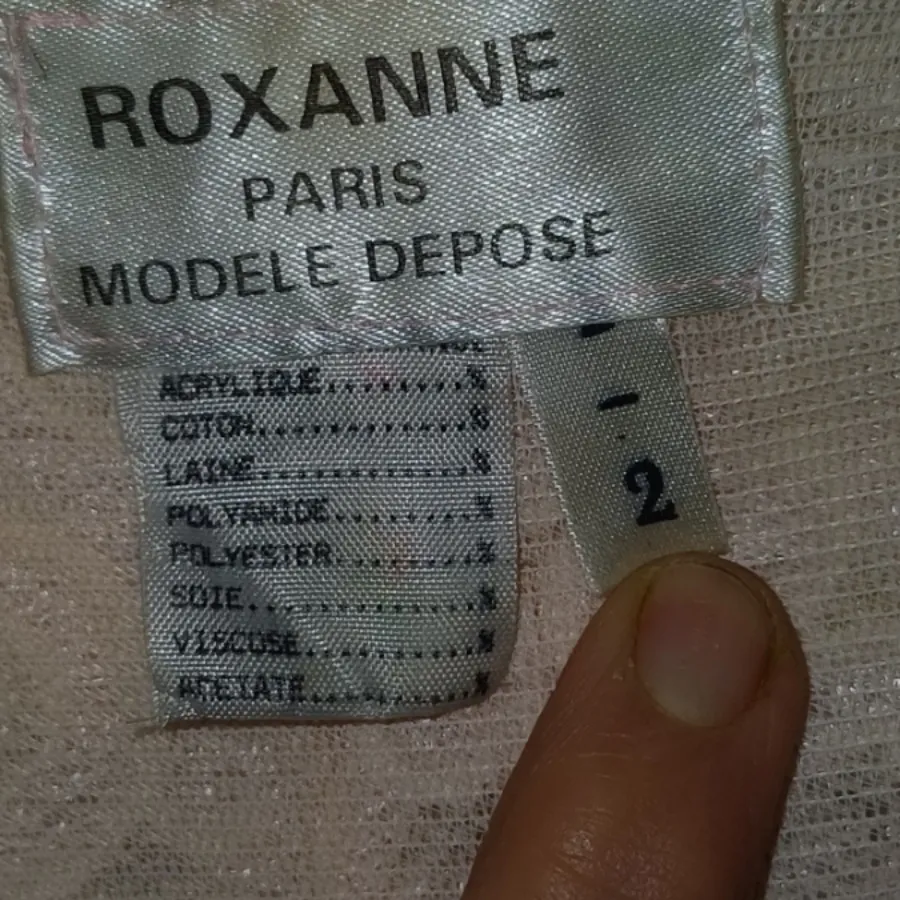 ROXANNE
PARIS
MODELE DEPOSE
ACRYLIQUE........%
COTON............%
LAINE............%
POLYAMIDE........%
POLYESTER........%
SOIE.............%
VISCOSE..........%
ACETATE..........%
2